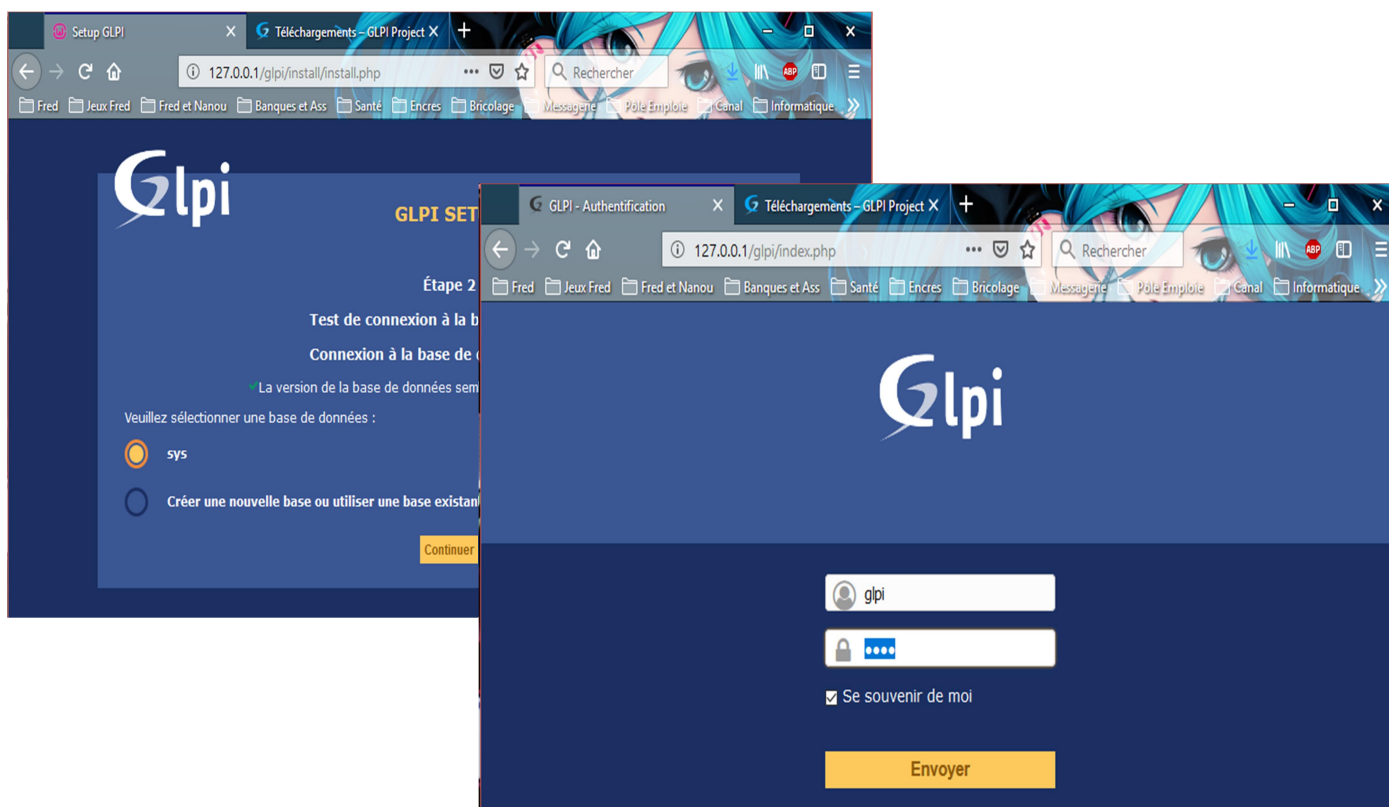 Setup GLPI
Téléchargements – GLPI Project
127.0.0.1/glpi/install/install.php
Rechercher
ABP
Fred Jeux Fred Fred et Nanou Banques et Ass Santé Encres Bricolage Messagerie Pôle Emploie Canal Informatique
Glpi
GLPI SET
Étape 2
Test de connexion à la b
Connexion à la base de
La version de la base de données sem
Veuillez sélectionner une base de données :
sys
Créer une nouvelle base ou utiliser une base existan
Continuer
GLPI - Authentification
Téléchargements – GLPI Project
127.0.0.1/glpi/index.php
Rechercher
ABP
Fred Jeux Fred Fred et Nanou Banques et Ass Santé Encres Bricolage Messagerie Pôle Emploie Canal Informatique
Glpi
glpi
Se souvenir de moi
Envoyer